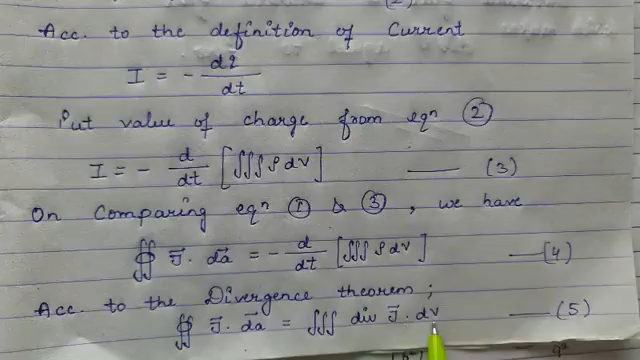 (2)
Acc. to the definition of Current
I = - dq/dt
Put value of charge from eqn ②
I = - d/dt [∭ ρ dV] —— (3)
On Comparing eqn ① & ③, we have
∯ J⃗ . da⃗ = - d/dt [∭ ρ dV] —— (4)
Acc. to the Divergence theorem;
∯ J⃗ . da⃗ = ∭ div J⃗ . dv —— (5)